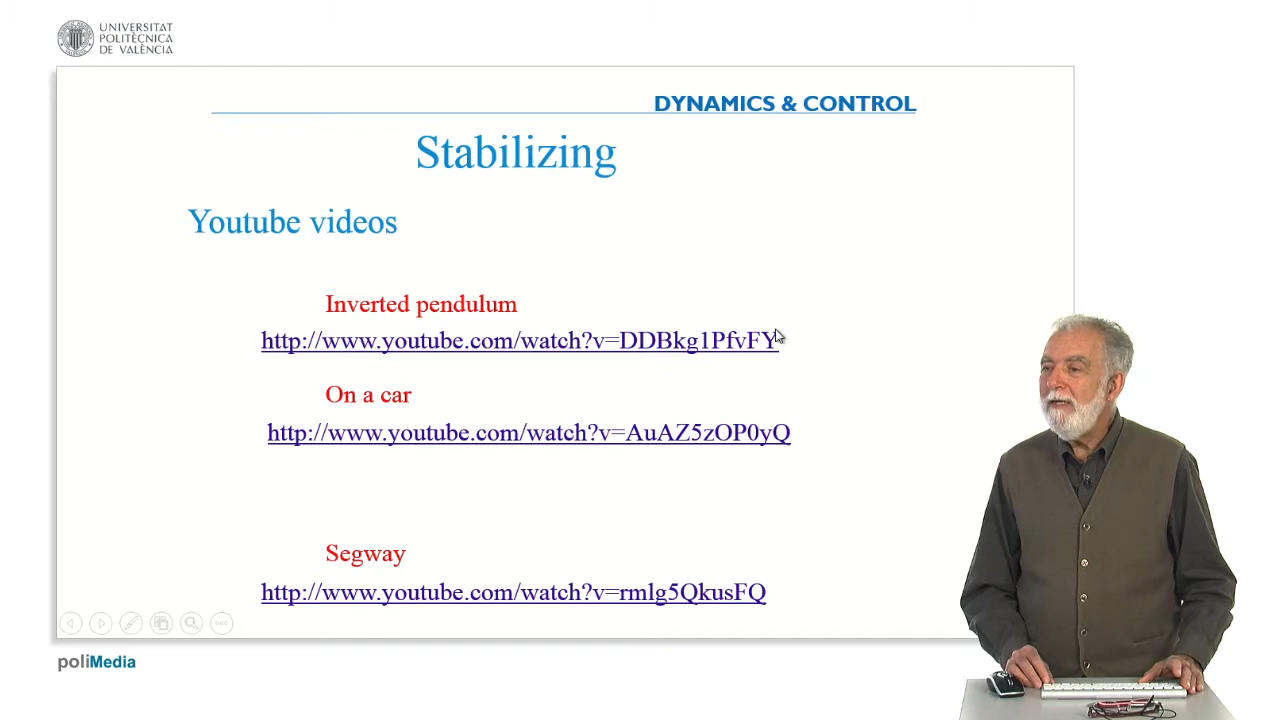 UNIVERSITAT
POLITÈCNICA
DE VALÈNCIA
DYNAMICS & CONTROL
Stabilizing
Youtube videos
Inverted pendulum
http://www.youtube.com/watch?v=DDBkg1PfvFY
On a car
http://www.youtube.com/watch?v=AuAZ5zOP0yQ
Segway
http://www.youtube.com/watch?v=rmlg5QkusFQ
poliMedia